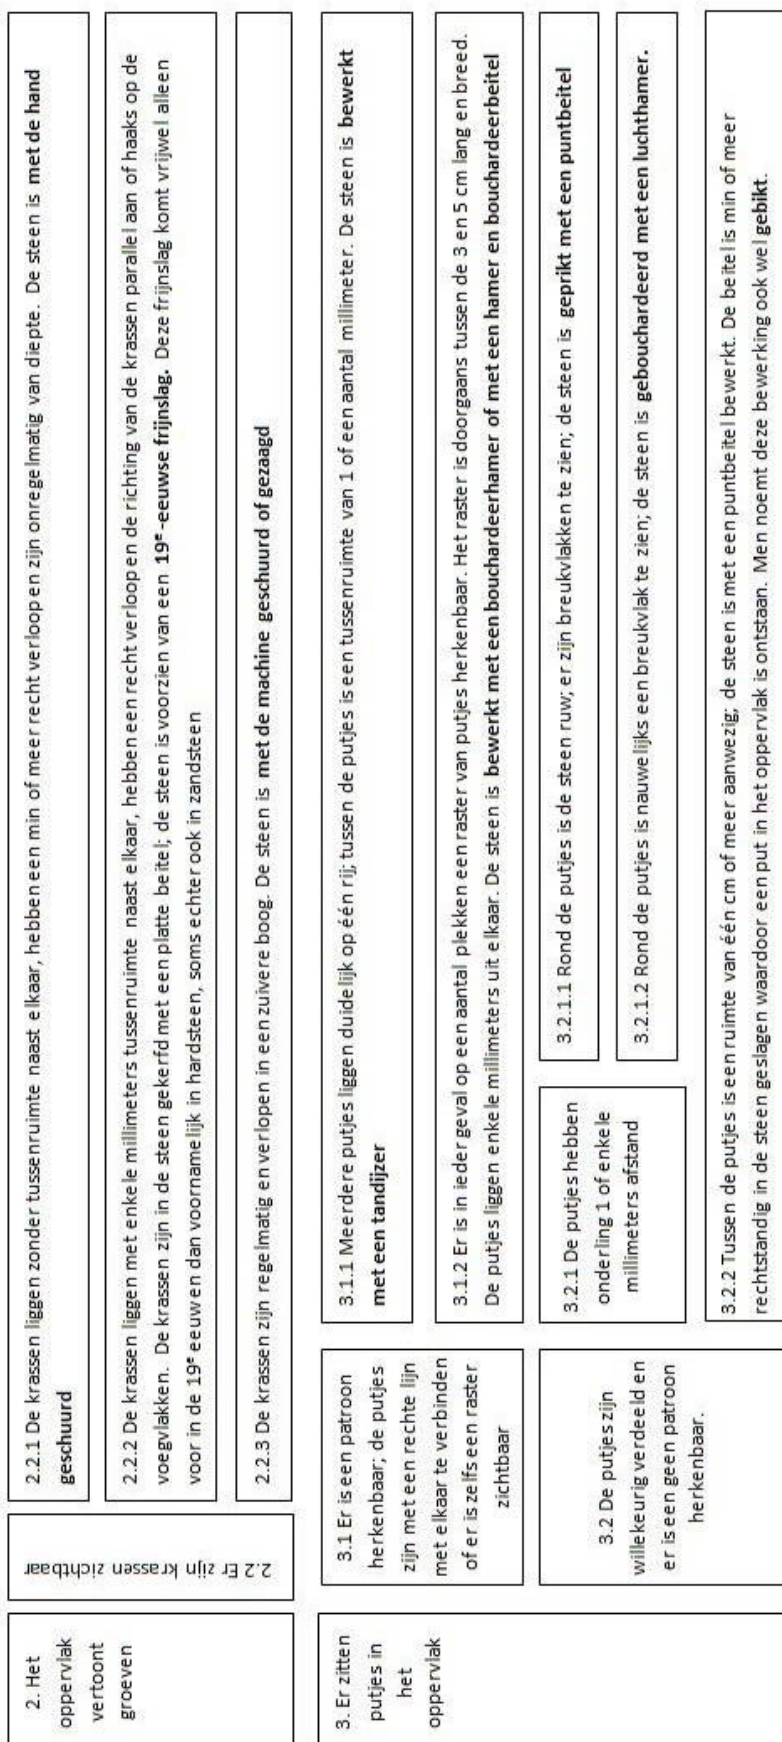 2. Het
oppervlak
vertoont
groeven
2.2 Er zijn krassen zichtbaar
2.2.1 De krassen liggen zonder tussenruimte naast elkaar, hebben een min of meer recht verloop en zijn onregelmatig van diepte. De steen is met de hand
geschuurd
2.2.2 De krassen liggen met enkele millimeters tussenruimte naast elkaar, hebben een recht verloop en de richting van de krassen parallel aan of haaks op de
voegvlakken. De krassen zijn in de steen gekerfd met een platte beitel; de steen is voorzien van een 19ᵉ-eeuwse frijnslag. Deze frijnslag komt vrijwel alleen
voor in de 19ᵉ eeuw en dan voornamelijk in hardsteen, soms echter ook in zandsteen
2.2.3 De krassen zijn regelmatig en verlopen in een zuivere boog. De steen is met de machine geschuurd of gezaagd
3. Er zitten
putjes in
het
oppervlak
3.1 Er is een patroon
herkenbaar; de putjes
zijn met een rechte lijn
met elkaar te verbinden
of er is zelfs een raster
zichtbaar
3.1.1 Meerdere putjes liggen duidelijk op één rij; tussen de putjes is een tussenruimte van 1 of een aantal millimeter. De steen is bewerkt
met een tandijzer
3.1.2 Er is in ieder geval op een aantal plekken een raster van putjes herkenbaar. Het raster is doorgaans tussen de 3 en 5 cm lang en breed.
De putjes liggen enkele millimeters uit elkaar. De steen is bewerkt met een bouchardeerhamer of met een hamer en bouchardeerbeitel
3.2 De putjes zijn
willekeurig verdeeld en
er is een geen patroon
herkenbaar.
3.2.1 De putjes hebben
onderling 1 of enkele
millimeters afstand
3.2.1.1 Rond de putjes is de steen ruw; er zijn breukvlakken te zien; de steen is geprikt met een puntbeitel
3.2.1.2 Rond de putjes is nauwelijks een breukvlak te zien; de steen is gebouchardeerd met een luchthamer.
3.2.2 Tussen de putjes is een ruimte van één cm of meer aanwezig; de steen is met een puntbeitel bewerkt. De beitel is min of meer
rechtstandig in de steen geslagen waardoor een put in het oppervlak is ontstaan. Men noemt deze bewerking ook wel gebikt.